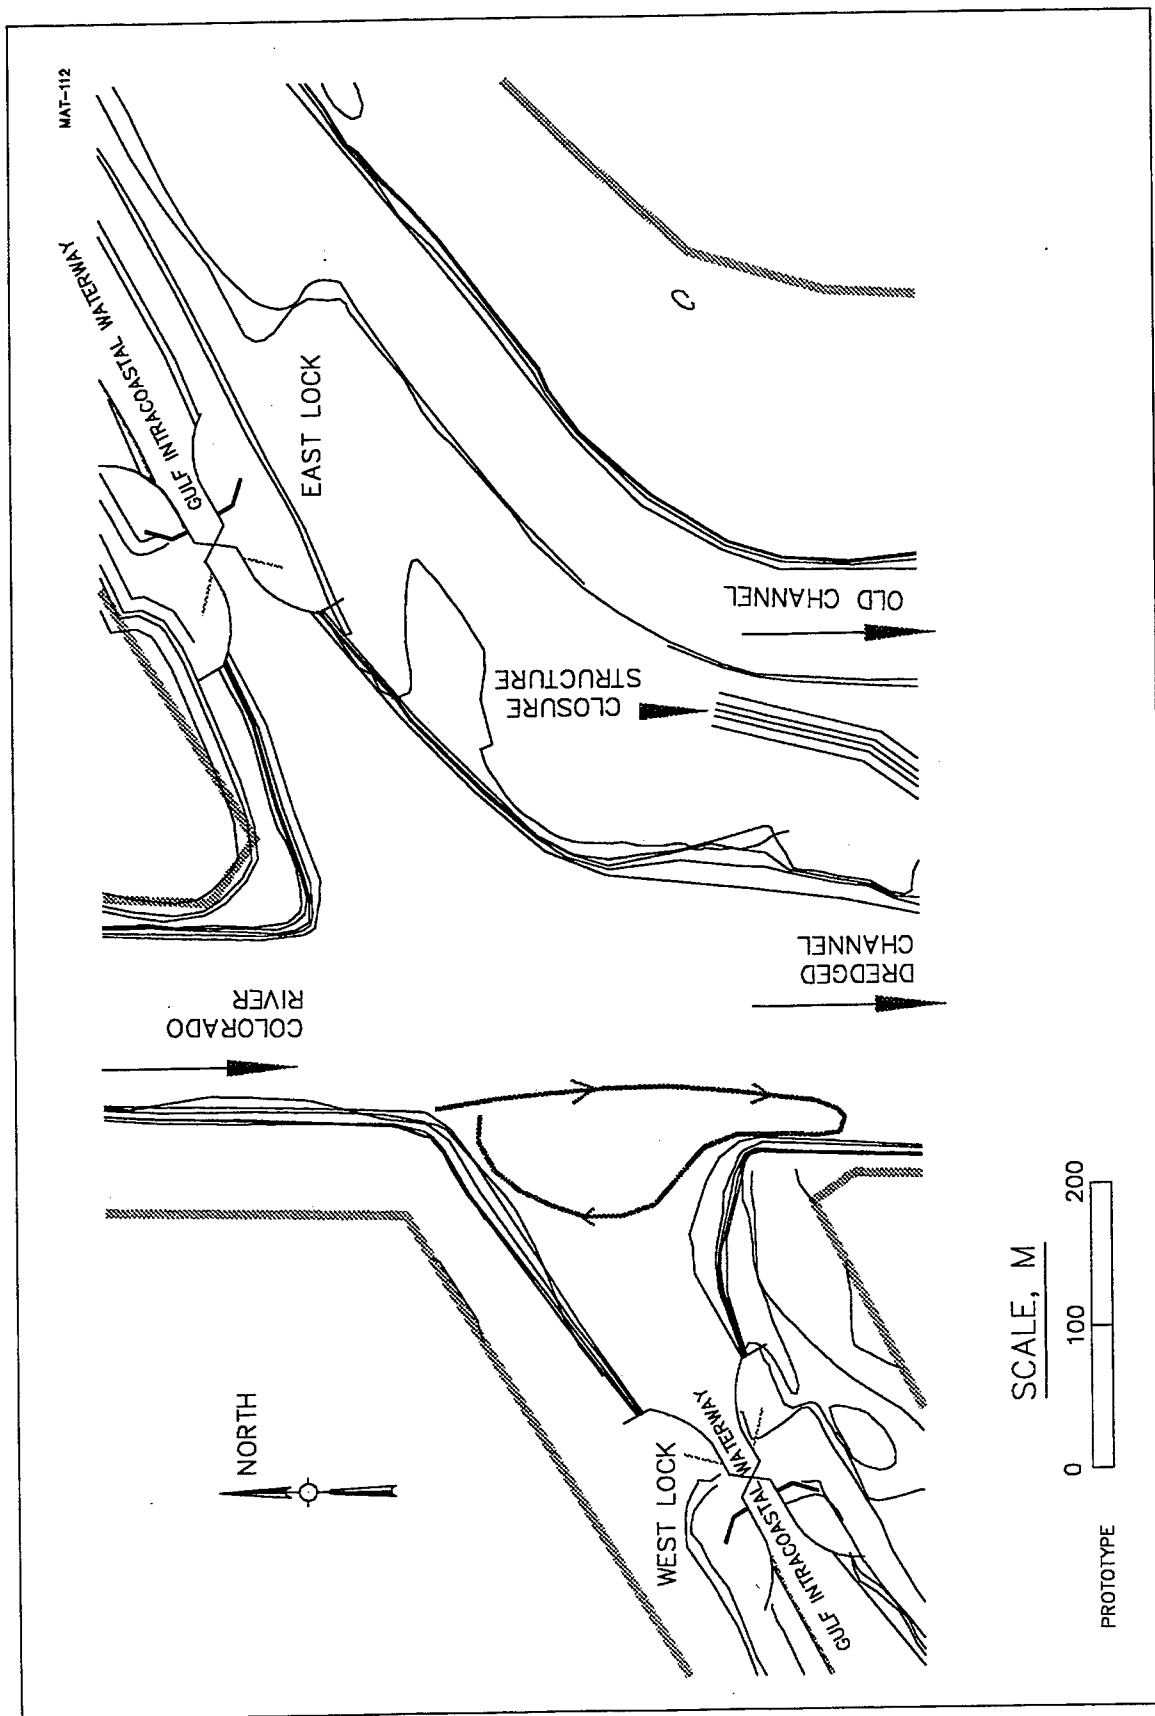 MAT-112
GULF INTRACOASTAL WATERWAY
EAST LOCK
OLD CHANNEL
CLOSURE
STRUCTURE
COLORADO
RIVER
DREDGED
CHANNEL
NORTH
WEST LOCK
GULF INTRACOASTAL WATERWAY
SCALE, M
0 100 200
PROTOTYPE